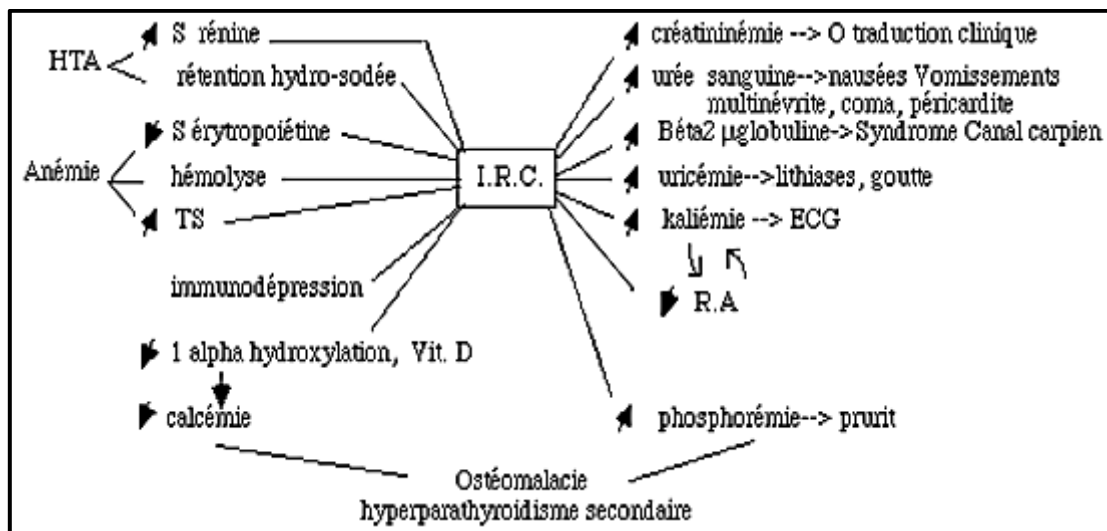 S rénine
HTA
rétention hydro-sodée
S érytropoiétine
Anémie
hémolyse
TS
immunodépression
1 alpha hydroxylation, Vit. D
calcémie
I.R.C.
créatininémie --> O traduction clinique
urée sanguine-->nausées Vomissements
multinévrite, coma, péricardite
Béta2 µglobuline->Syndrome Canal carpien
uricémie-->lithiases, goutte
kaliémie --> ECG
R.A
phosphorémie--> prurit
Ostéomalacie
hyperparathyroidisme secondaire